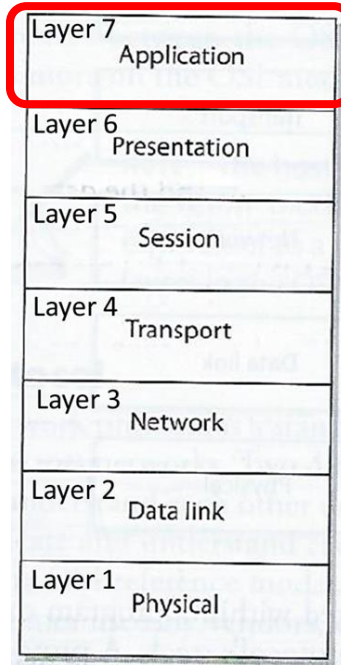 Layer 7
Application
Layer 6
Presentation
Layer 5
Session
Layer 4
Transport
Layer 3
Network
Layer 2
Data link
Layer 1
Physical